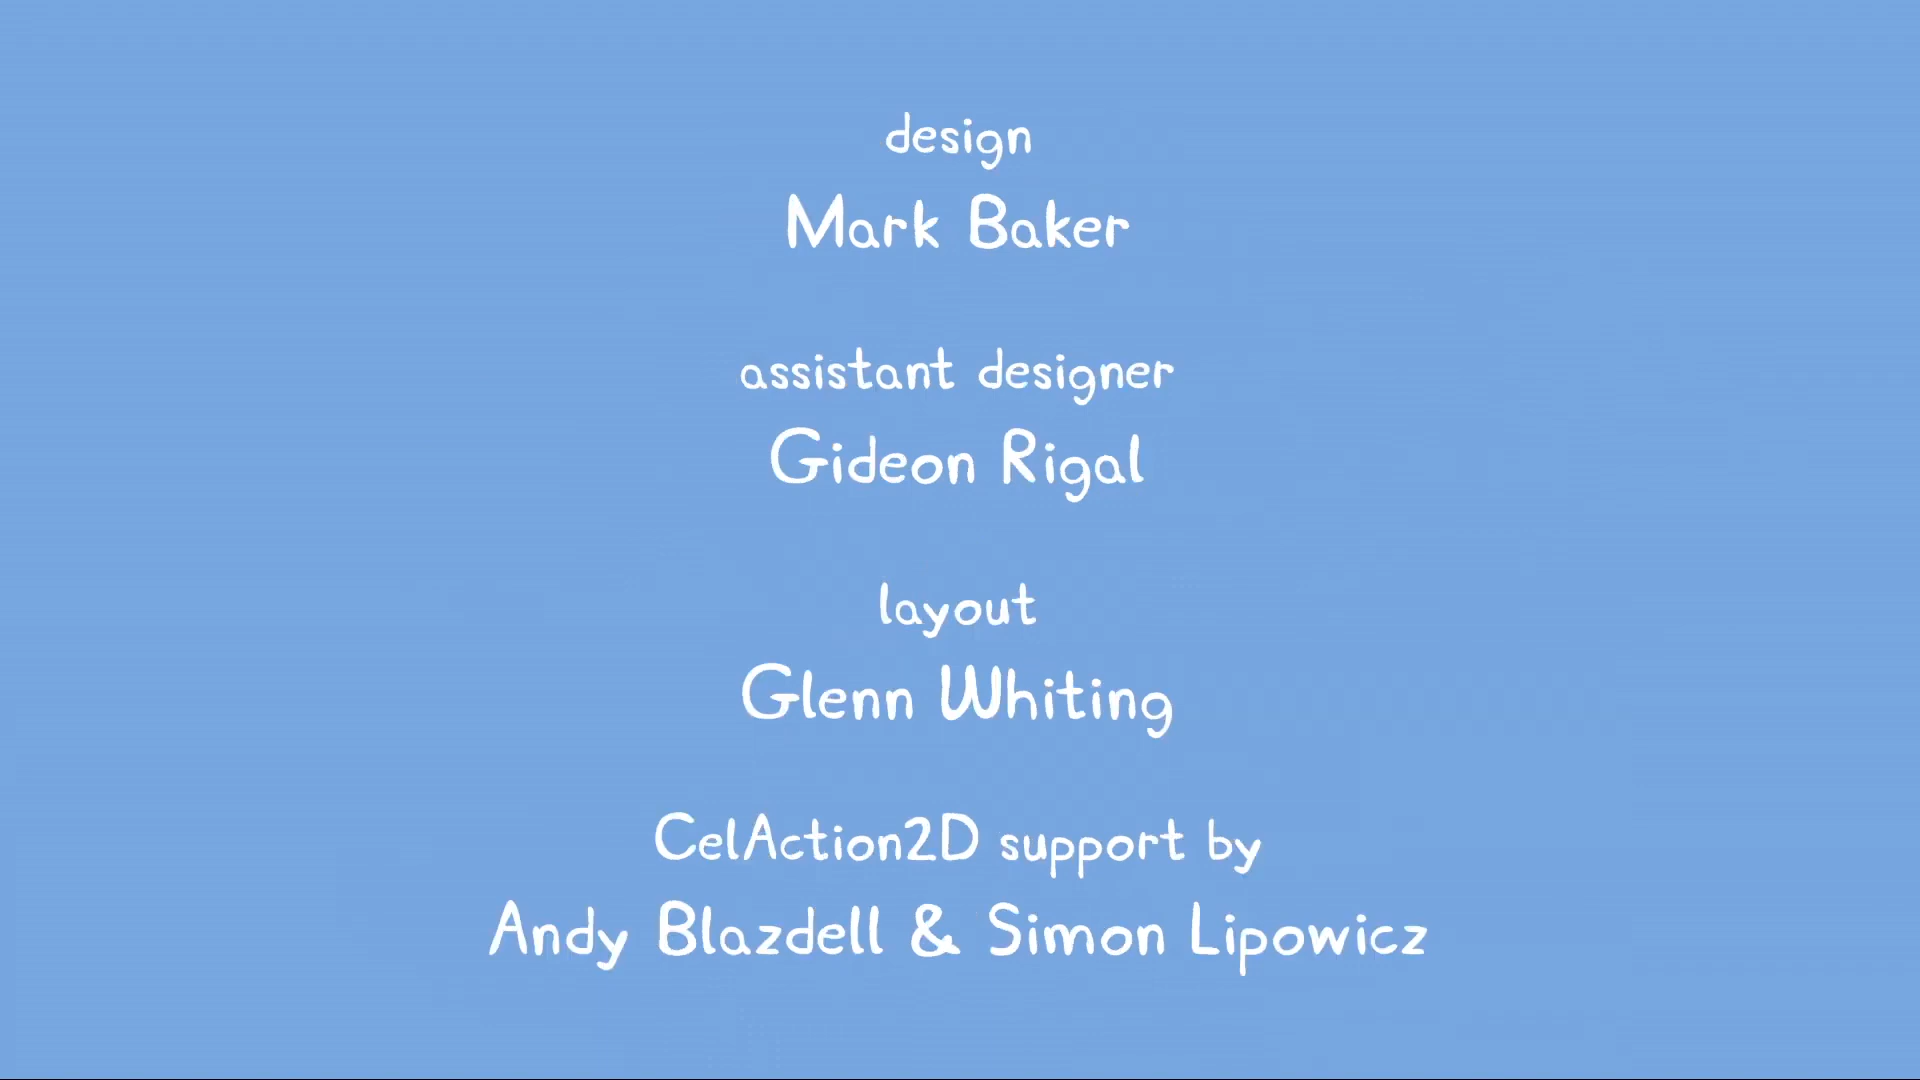 design
Mark Baker
assistant designer
Gideon Rigal
layout
Glenn Whiting
CelAction2D support by
Andy Blazdell & Simon Lipowicz